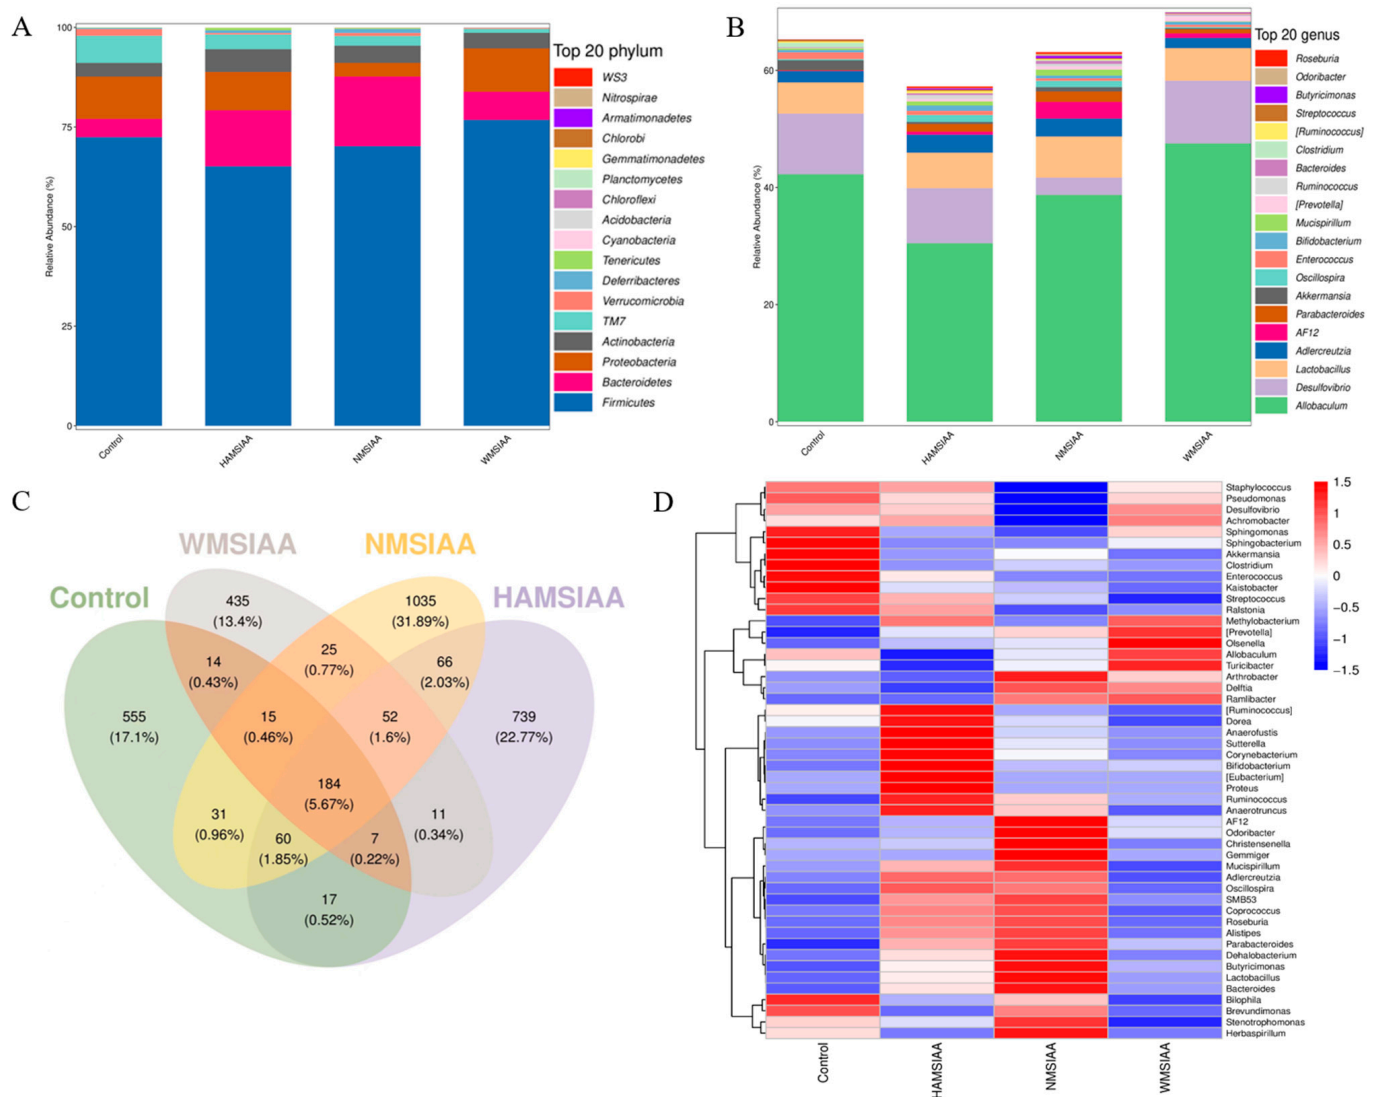 A
100
75
50
25
0
Relative Abundance (%)
Control
HAMSIAA
NMSIAA
WMSIAA
Top 20 phylum
WS3
Nitrospirae
Armatimonadetes
Chlorobi
Gemmatimonadetes
Planctomycetes
Chloroflexi
Acidobacteria
Cyanobacteria
Tenericutes
Deferribacteres
Verrucomicrobia
TM7
Actinobacteria
Proteobacteria
Bacteroidetes
Firmicutes
B
60
40
20
0
Relative Abundance (%)
Control
HAMSIAA
NMSIAA
WMSIAA
Top 20 genus
Roseburia
Odoribacter
Butyricimonas
Streptococcus
[Ruminococcus]
Clostridium
Bacteroides
Ruminococcus
[Prevotella]
Mucispirillum
Bifidobacterium
Enterococcus
Oscillospira
Akkermansia
Parabacteroides
AF12
Adlercreutzia
Lactobacillus
Desulfovibrio
Allobaculum
C
WMSIAA
NMSIAA
Control
HAMSIAA
435
(13.4%)
1035
(31.89%)
25
(0.77%)
14
(0.43%)
66
(2.03%)
555
(17.1%)
15
(0.46%)
52
(1.6%)
739
(22.77%)
184
(5.67%)
31
(0.96%)
11
(0.34%)
60
(1.85%)
7
(0.22%)
17
(0.52%)
D
Staphylococcus
Pseudomonas
Desulfovibrio
Achromobacter
Sphingomonas
Sphingobacterium
Akkermansia
Clostridium
Enterococcus
Kaistobacter
Streptococcus
Ralstonia
Methylobacterium
[Prevotella]
Olsenella
Allobaculum
Turicibacter
Arthrobacter
Delftia
Ramlibacter
[Ruminococcus]
Dorea
Anaerofustis
Sutterella
Corynebacterium
Bifidobacterium
[Eubacterium]
Proteus
Ruminococcus
Anaerotruncus
AF12
Odoribacter
Christensenella
Gemmiger
Mucispirillum
Adlercreutzia
Oscillospira
SMB53
Coprococcus
Roseburia
Alistipes
Parabacteroides
Dehalobacterium
Butyricimonas
Lactobacillus
Bacteroides
Bilophila
Brevundimonas
Stenotrophomonas
Herbaspirillum
1.5
1
0.5
0
−0.5
−1
−1.5
Control
HAMSIAA
NMSIAA
WMSIAA